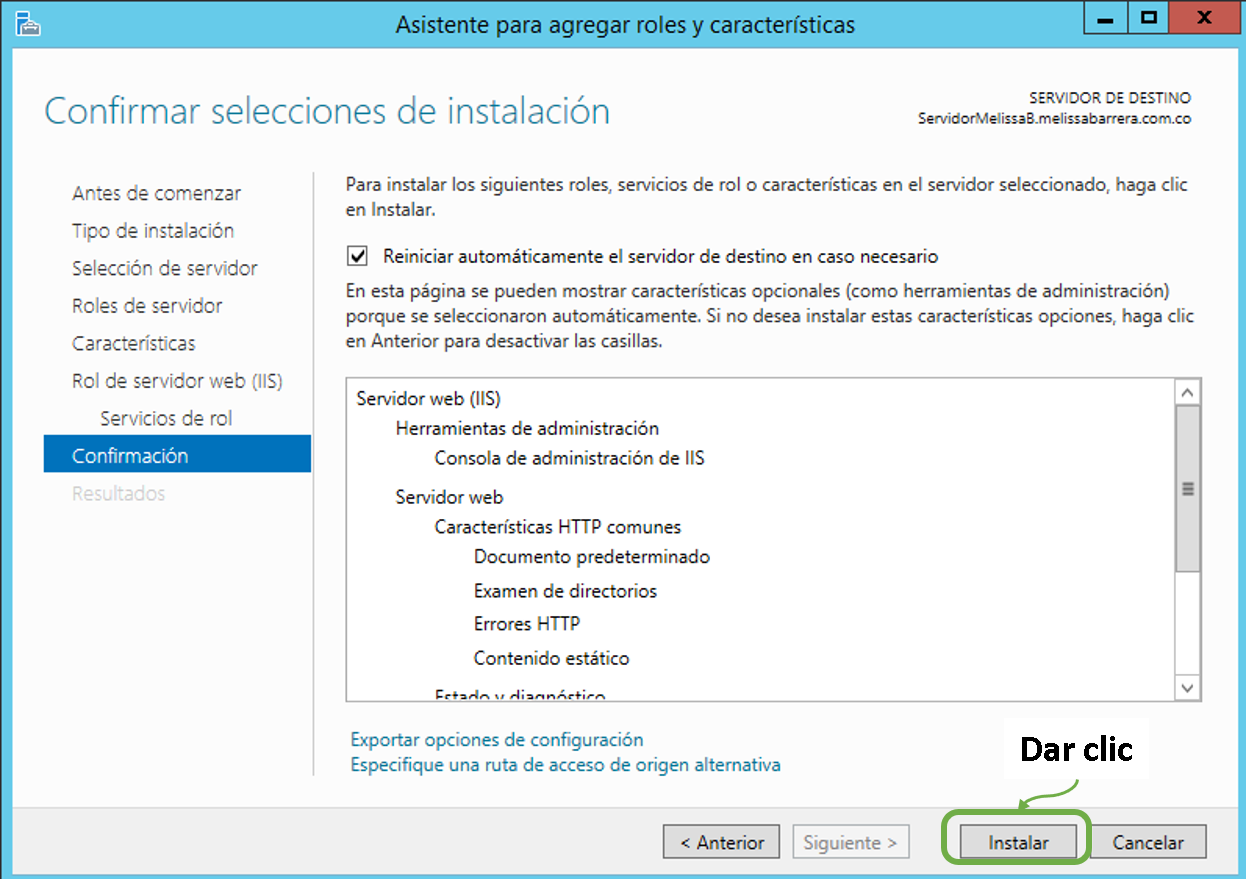 Asistente para agregar roles y características
Confirmar selecciones de instalación
SERVIDOR DE DESTINO
ServidorMelissaB.melissabarrera.com.co
Antes de comenzar
Tipo de instalación
Selección de servidor
Roles de servidor
Características
Rol de servidor web (IIS)
Servicios de rol
Confirmación
Resultados
Para instalar los siguientes roles, servicios de rol o características en el servidor seleccionado, haga clic
en Instalar.
Reiniciar automáticamente el servidor de destino en caso necesario
En esta página se pueden mostrar características opcionales (como herramientas de administración)
porque se seleccionaron automáticamente. Si no desea instalar estas características opciones, haga clic
en Anterior para desactivar las casillas.
Servidor web (IIS)
Herramientas de administración
Consola de administración de IIS
Servidor web
Características HTTP comunes
Documento predeterminado
Examen de directorios
Errores HTTP
Contenido estático
Estado y diagnóstico
Exportar opciones de configuración
Especifique una ruta de acceso de origen alternativa
Dar clic
< Anterior
Siguiente >
Instalar
Cancelar